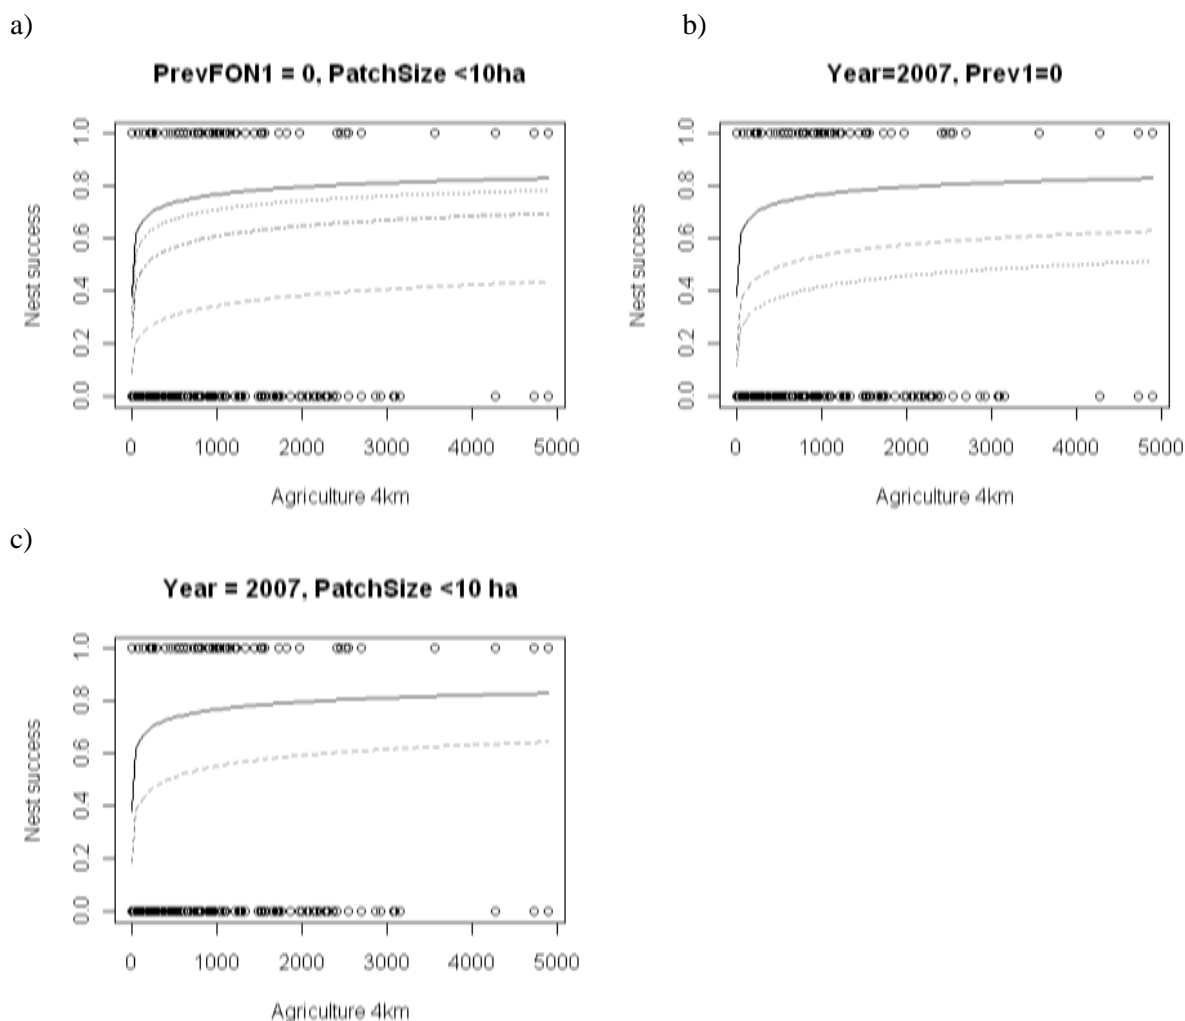 a)
PrevFON1 = 0, PatchSize <10ha
Nest success
1.0
0.8
0.6
0.4
0.2
0.0
0 1000 2000 3000 4000 5000
Agriculture 4km
b)
Year=2007, Prev1=0
Nest success
1.0
0.8
0.6
0.4
0.2
0.0
0 1000 2000 3000 4000 5000
Agriculture 4km
c)
Year = 2007, PatchSize <10 ha
Nest success
1.0
0.8
0.6
0.4
0.2
0.0
0 1000 2000 3000 4000 5000
Agriculture 4km